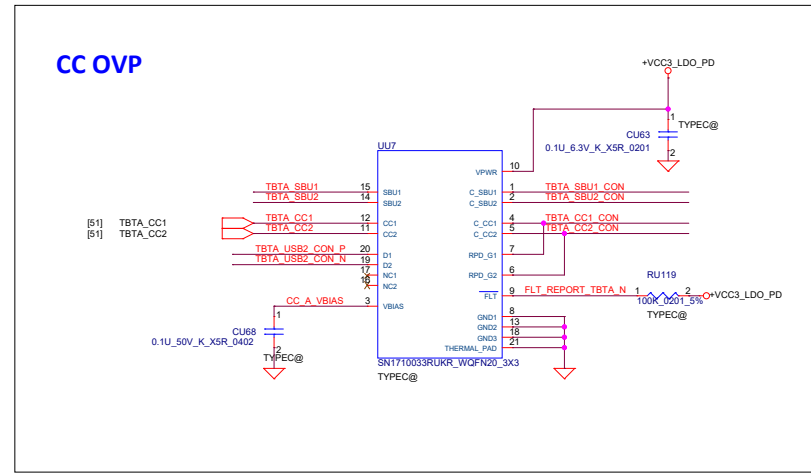 CC OVP
+VCC3_LDO_PD
1
TYPEC@
CU63
0.1U_6.3V_K_X5R_0201
2
UU7
VPWR 10
TBTA_SBU1 15 SBU1 C_SBU1 1 TBTA_SBU1_CON
TBTA_SBU2 14 SBU2 C_SBU2 2 TBTA_SBU2_CON
[51] TBTA_CC1 TBTA_CC1 12 CC1 C_CC1 4 TBTA_CC1_CON
[51] TBTA_CC2 TBTA_CC2 11 CC2 C_CC2 5 TBTA_CC2_CON
TBTA_USB2_CON_P 20 D1 RPD_G1 7
TBTA_USB2_CON_N 19 D2
17 NC1 RPD_G2 6
16 NC2
RU119
CC_A_VBIAS 3 VBIAS FLT 9 FLT_REPORT_TBTA_N 1 2 +VCC3_LDO_PD
100K_0201_5%
TYPEC@
1
CU68
0.1U_50V_K_X5R_0402
2
TYPEC@
GND1 8
GND2 13
GND3 18
THERMAL_PAD 21
SN1710033RUKR_WQFN20_3X3
TYPEC@